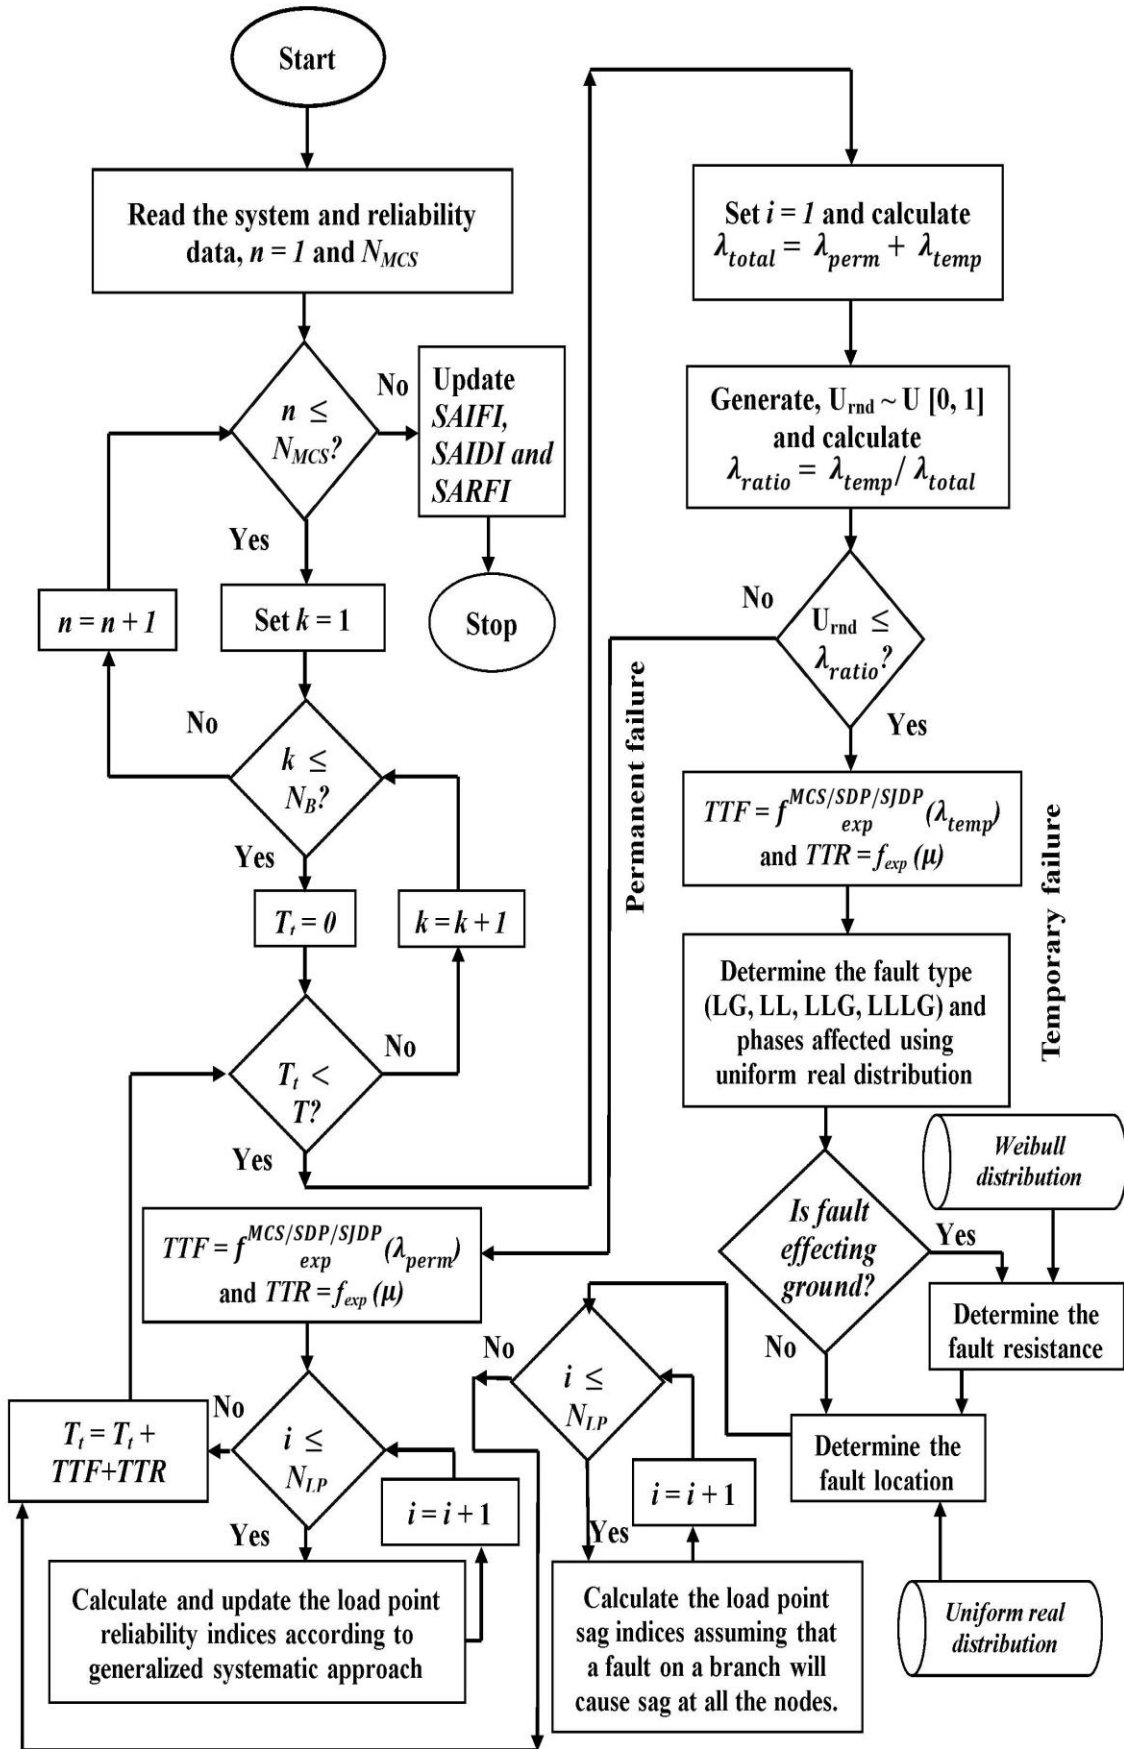 Start
Read the system and reliability
data, n = 1 and N_MCS
n ≤
N_MCS?
No
Yes
Update
SAIFI,
SAIDI and
SARFI
Stop
n = n + 1
Set k = 1
No
k ≤
N_B?
Yes
T_t = 0
k = k + 1
T_t <
T?
No
Yes
Set i = 1 and calculate
λ_total = λ_perm + λ_temp
Generate, U_rnd ~ U [0, 1]
and calculate
λ_ratio = λ_temp / λ_total
No
U_rnd ≤
λ_ratio?
Yes
Permanent failure
Temporary failure
TTF = f_exp^MCS/SDP/SJDP (λ_temp)
and TTR = f_exp (μ)
Determine the fault type
(LG, LL, LLG, LLLG) and
phases affected using
uniform real distribution
Weibull
distribution
Is fault
effecting
ground?
Yes
No
Determine the
fault resistance
Determine the
fault location
Uniform real
distribution
TTF = f_exp^MCS/SDP/SJDP (λ_perm)
and TTR = f_exp (μ)
No
i ≤
N_LP
Yes
T_t = T_t +
TTF+TTR
i = i + 1
Calculate and update the load point
reliability indices according to
generalized systematic approach
No
i ≤
N_LP
Yes
i = i + 1
Calculate the load point
sag indices assuming that
a fault on a branch will
cause sag at all the nodes.